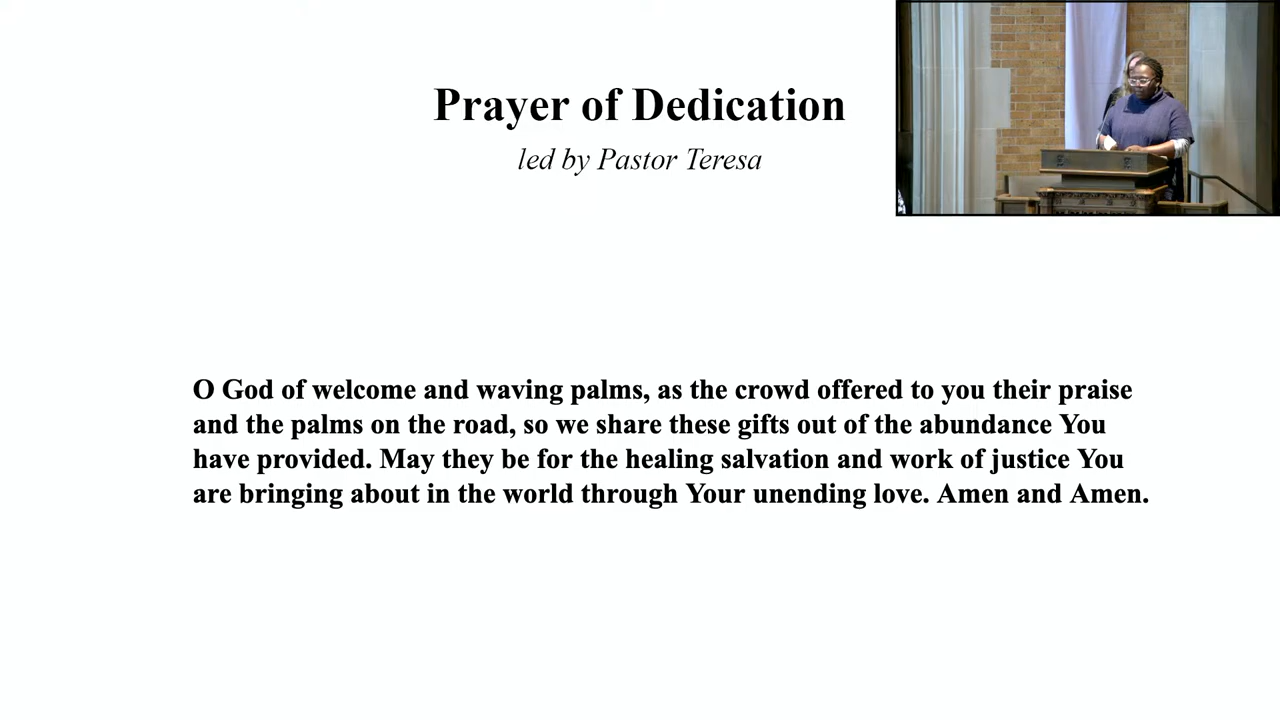 Prayer of Dedication
led by Pastor Teresa
O God of welcome and waving palms, as the crowd offered to you their praise
and the palms on the road, so we share these gifts out of the abundance You
have provided. May they be for the healing salvation and work of justice You
are bringing about in the world through Your unending love. Amen and Amen.